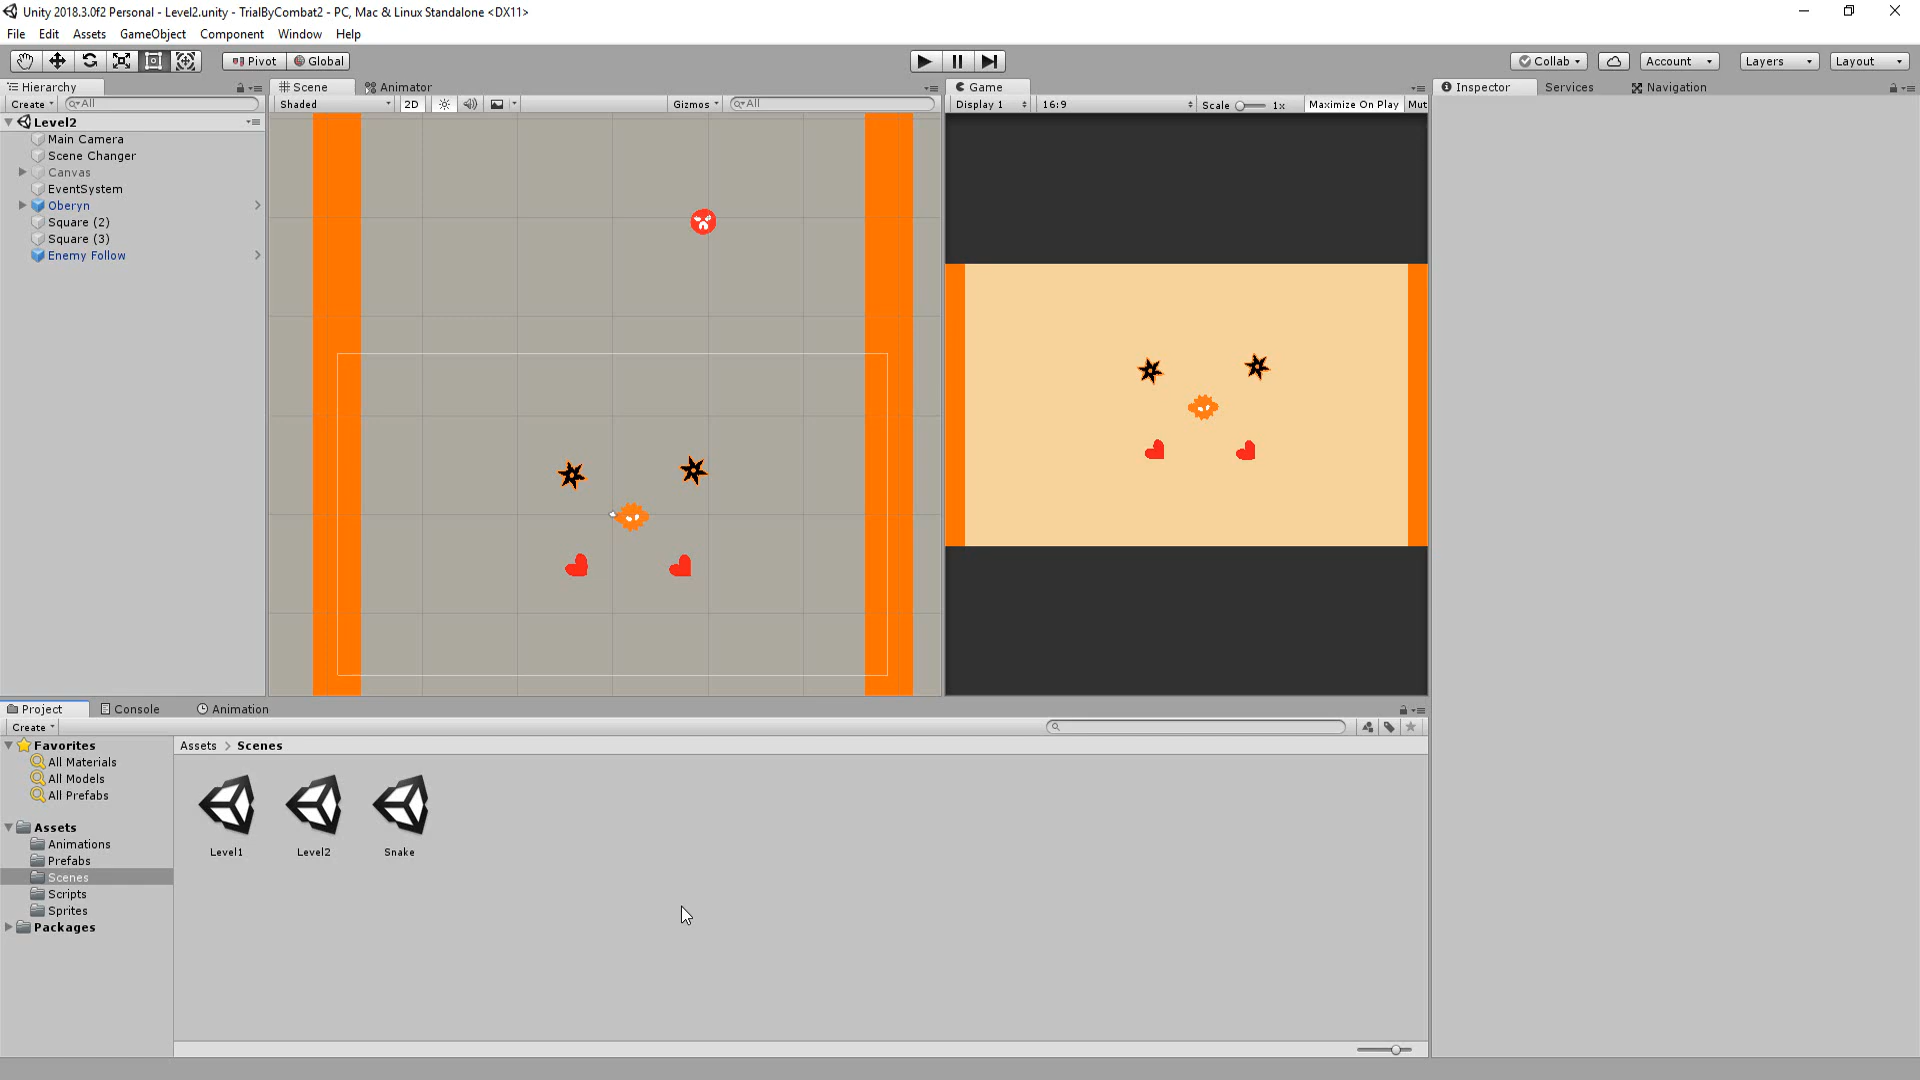 Unity 2018.3.0f2 Personal - Level2.unity - TrialByCombat2 - PC, Mac & Linux Standalone <DX11>
File Edit Assets GameObject Component Window Help
Pivot Global Collab Account Layers Layout
Hierarchy Scene Animator Game Inspector Services Navigation
Create All Shaded 2D Gizmos All Display 1 16:9 Scale 1x Maximize On Play Mut
Level2
Main Camera
Scene Changer
Canvas
EventSystem
Oberyn
Square (2)
Square (3)
Enemy Follow
Project Console Animation
Create
Favorites
All Materials
All Models
All Prefabs
Assets
Animations
Prefabs
Scenes
Scripts
Sprites
Packages
Assets > Scenes
Level1 Level2 Snake